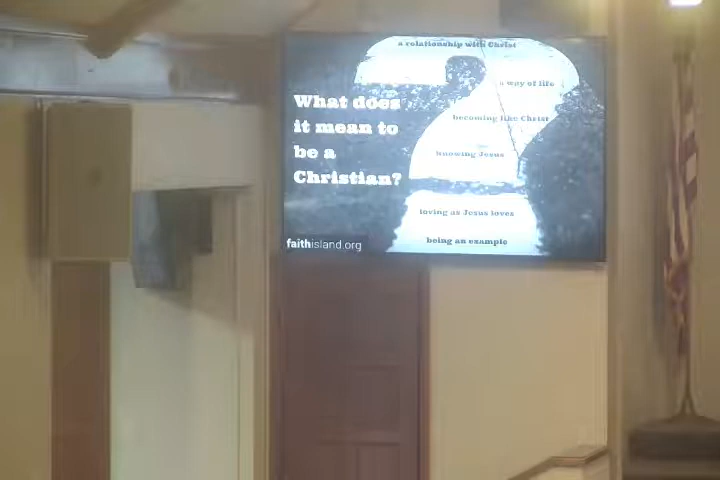 a relationship with Christ
a way of life
becoming like Christ
knowing Jesus
loving as Jesus loves
being an example
What does
it mean to
be a
Christian?
faithisland.org